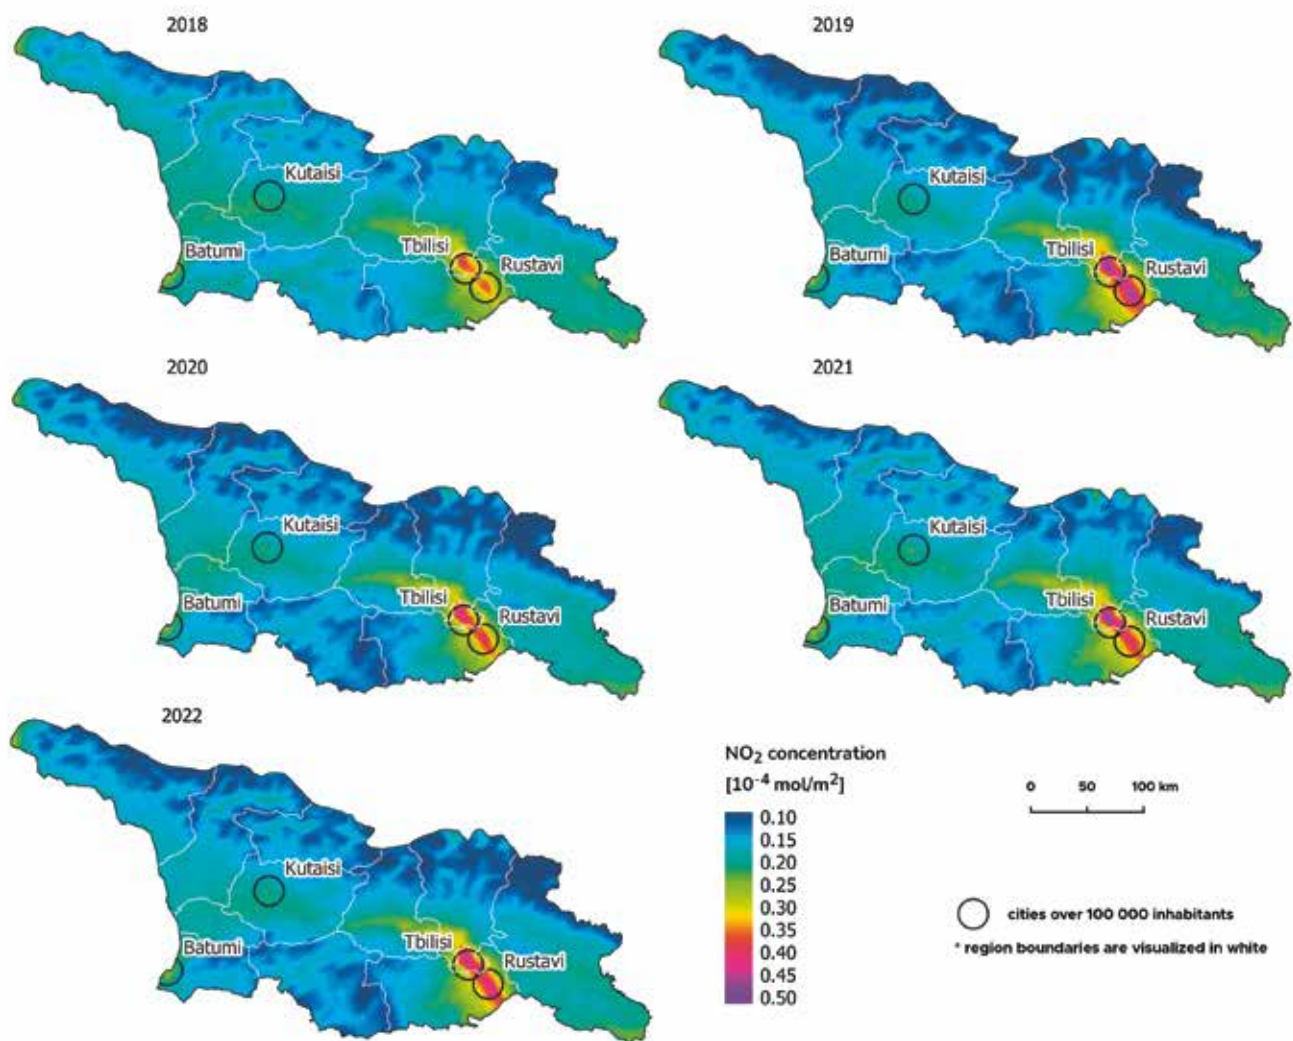 2018
2019
Kutaisi
Kutaisi
Tbilisi
Tbilisi
Batumi
Rustavi
Batumi
Rustavi
2020
2021
Kutaisi
Kutaisi
Tbilisi
Tbilisi
Batumi
Rustavi
Batumi
Rustavi
2022
Kutaisi
Tbilisi
Batumi
Rustavi
NO₂ concentration
[10⁻⁴ mol/m²]
0.10
0.15
0.20
0.25
0.30
0.35
0.40
0.45
0.50
0 50 100 km
cities over 100 000 inhabitants
* region boundaries are visualized in white